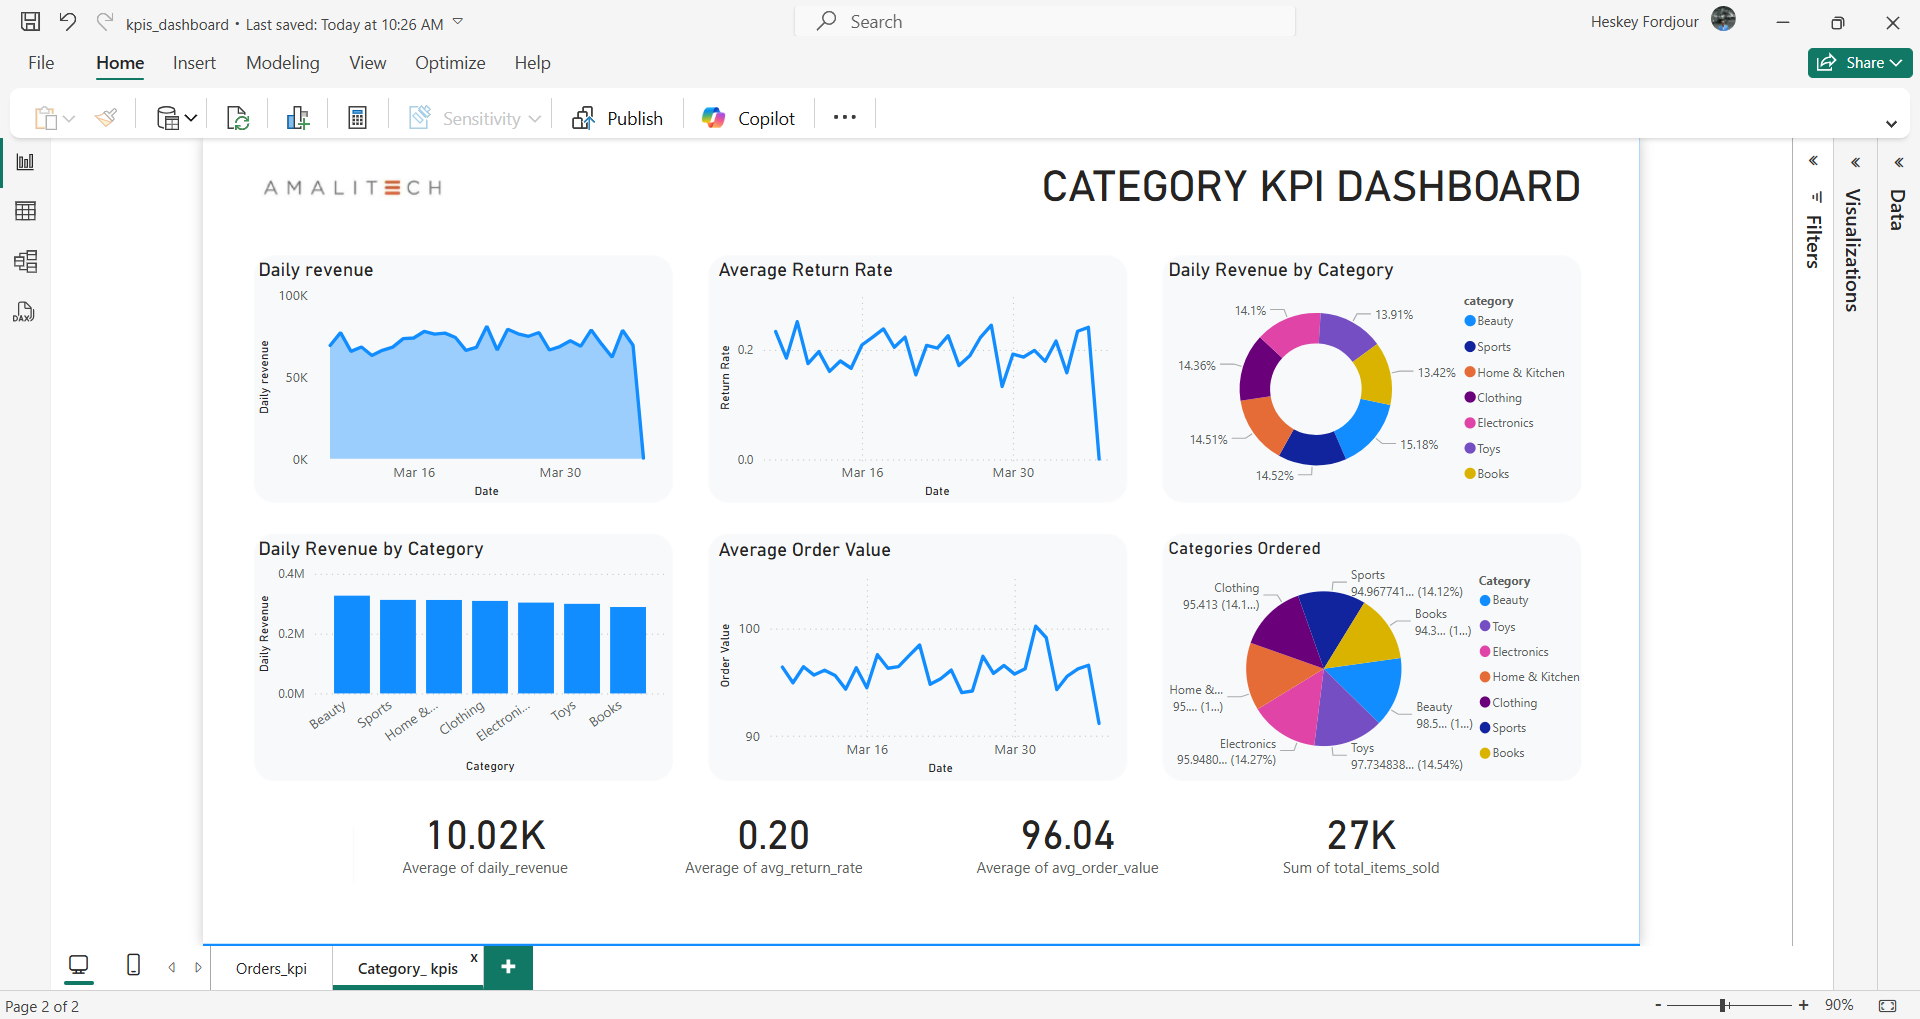 kpis_dashboard • Last saved: Today at 10:26 AM
Search
Heskey Fordjour
File Home Insert Modeling View Optimize Help
Share
Sensitivity
Publish
Copilot
AMALITECH
CATEGORY KPI DASHBOARD
Filters
Visualizations
Data
DAX
Daily revenue
100K
50K
0K
Daily revenue
Mar 16
Mar 30
Date
Average Return Rate
0.2
0.0
Return Rate
Mar 16
Mar 30
Date
Daily Revenue by Category
14.1%
13.91%
14.36%
13.42%
14.51%
15.18%
14.52%
category
Beauty
Sports
Home & Kitchen
Clothing
Electronics
Toys
Books
Daily Revenue by Category
0.4M
0.2M
0.0M
Daily Revenue
Beauty
Sports
Home &...
Clothing
Electroni...
Toys
Books
Category
Average Order Value
100
90
Order Value
Mar 16
Mar 30
Date
Categories Ordered
Sports
94.967741... (14.12%)
Clothing
95.413 (14.1...)
Books
94.3... (1...)
Home &...
95.... (1...)
Beauty
98.5... (1...)
Electronics
95.9480... (14.27%)
Toys
97.734838... (14.54%)
Category
Beauty
Toys
Electronics
Home & Kitchen
Clothing
Sports
Books
10.02K
Average of daily_revenue
0.20
Average of avg_return_rate
96.04
Average of avg_order_value
27K
Sum of total_items_sold
Orders_kpi
Category_ kpis
x
+
Page 2 of 2
- + 90%